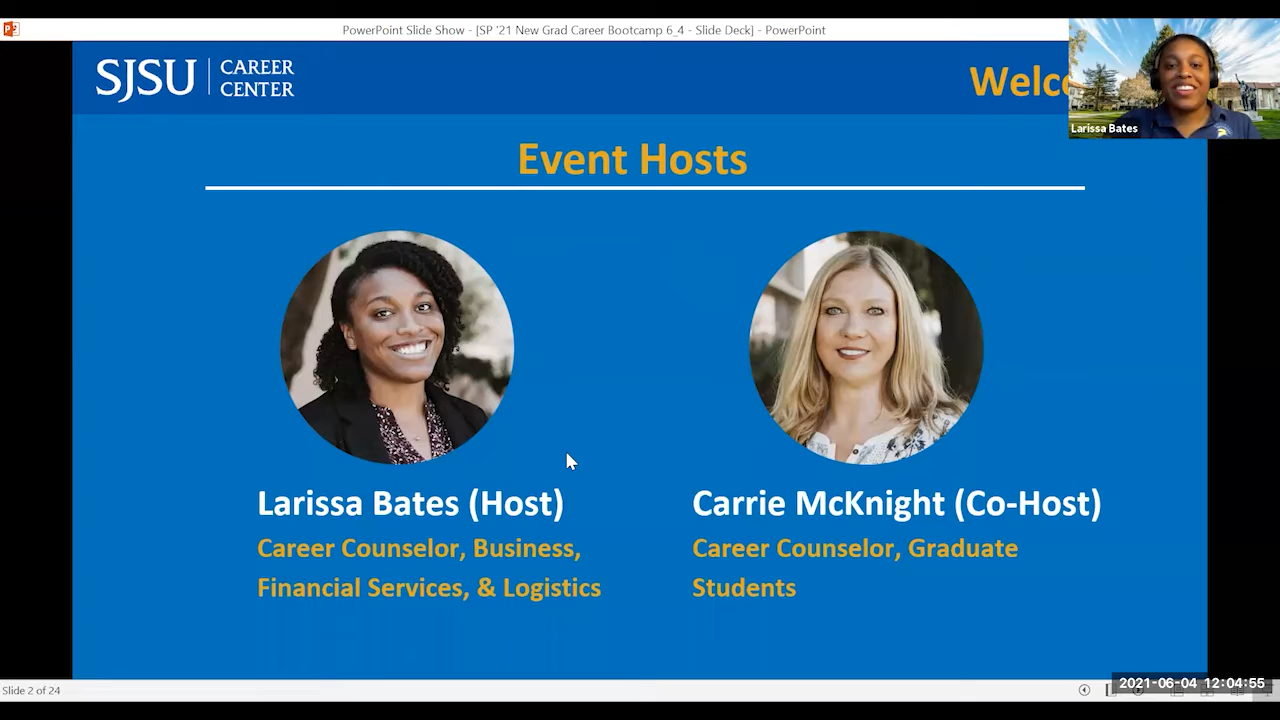 PowerPoint Slide Show - [SP '21 New Grad Career Bootcamp 6_4 - Slide Deck] - PowerPoint
SJSU
CAREER
CENTER
Larissa Bates
Event Hosts
Larissa Bates (Host)
Career Counselor, Business,
Financial Services, & Logistics
Carrie McKnight (Co-Host)
Career Counselor, Graduate
Students
Slide 2 of 24
2021-06-04 12:04:55